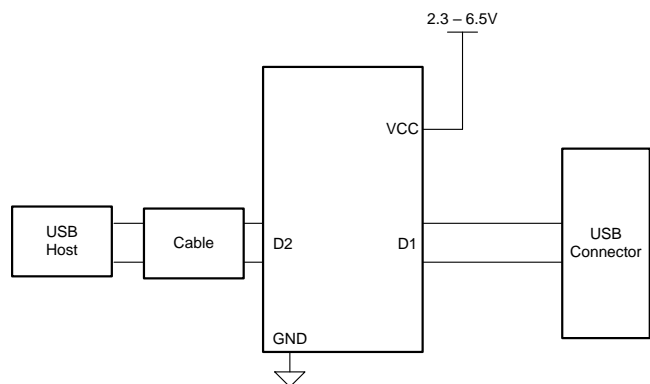 2.3 – 6.5V
VCC
USB
Host
Cable
D2
D1
USB
Connector
GND